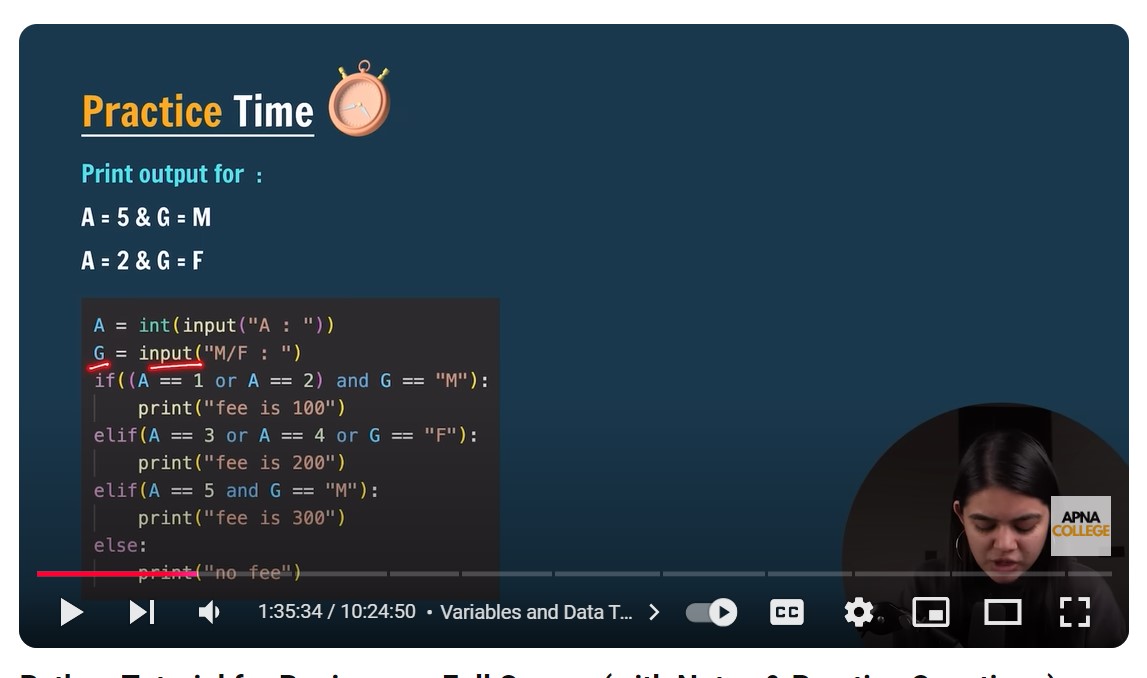 Practice Time
Print output for :
A = 5 & G = M
A = 2 & G = F
A = int(input("A : "))
G = input("M/F : ")
if((A == 1 or A == 2) and G == "M"):
print("fee is 100")
elif(A == 3 or A == 4 or G == "F"):
print("fee is 200")
elif(A == 5 and G == "M"):
print("fee is 300")
else:
print("no fee")
APNA
COLLEGE
1:35:34 / 10:24:50 • Variables and Data T... >
CC